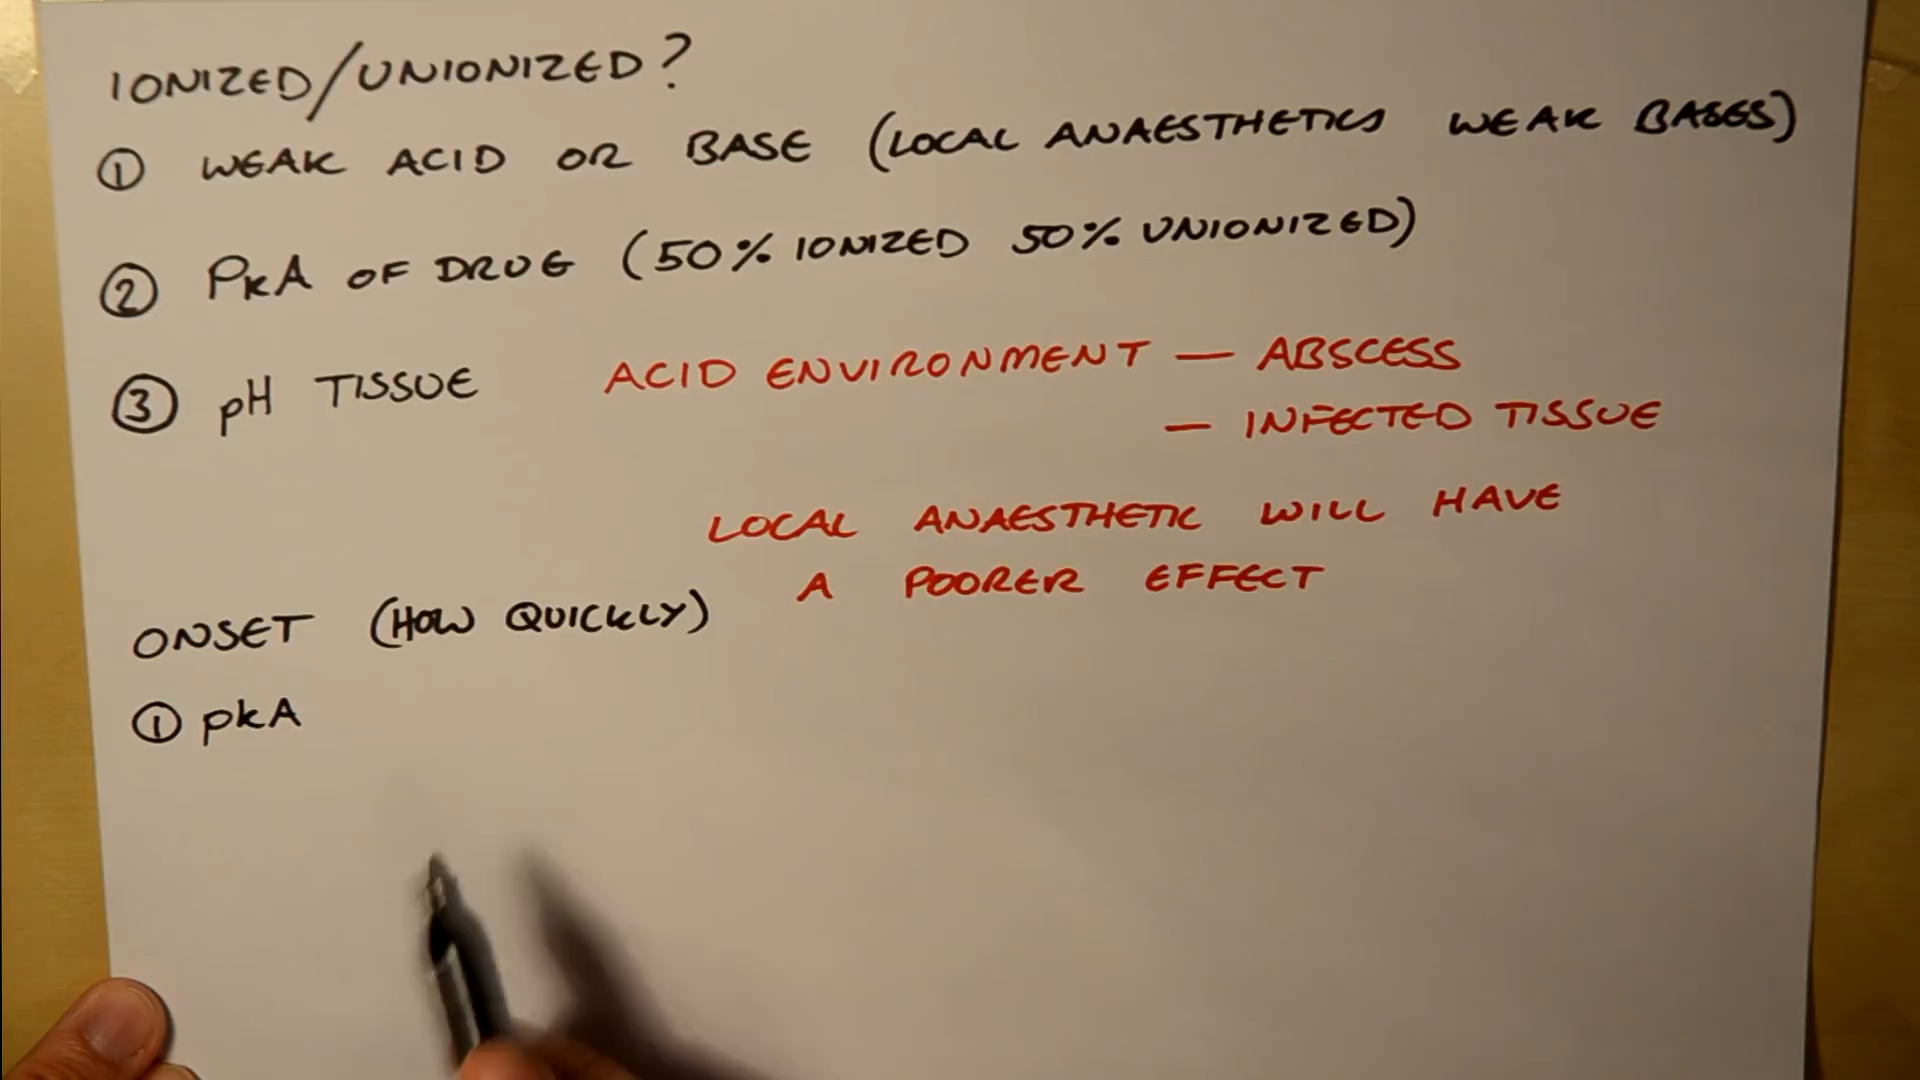 IONIZED/UNIONIZED?
① WEAK ACID OR BASE (LOCAL ANAESTHETICS WEAK BASES)
② PkA OF DRUG (50% IONIZED 50% UNIONIZED)
③ pH TISSUE ACID ENVIRONMENT — ABSCESS
— INFECTED TISSUE
LOCAL ANAESTHETIC WILL HAVE
A POORER EFFECT
ONSET (HOW QUICKLY)
① pkA